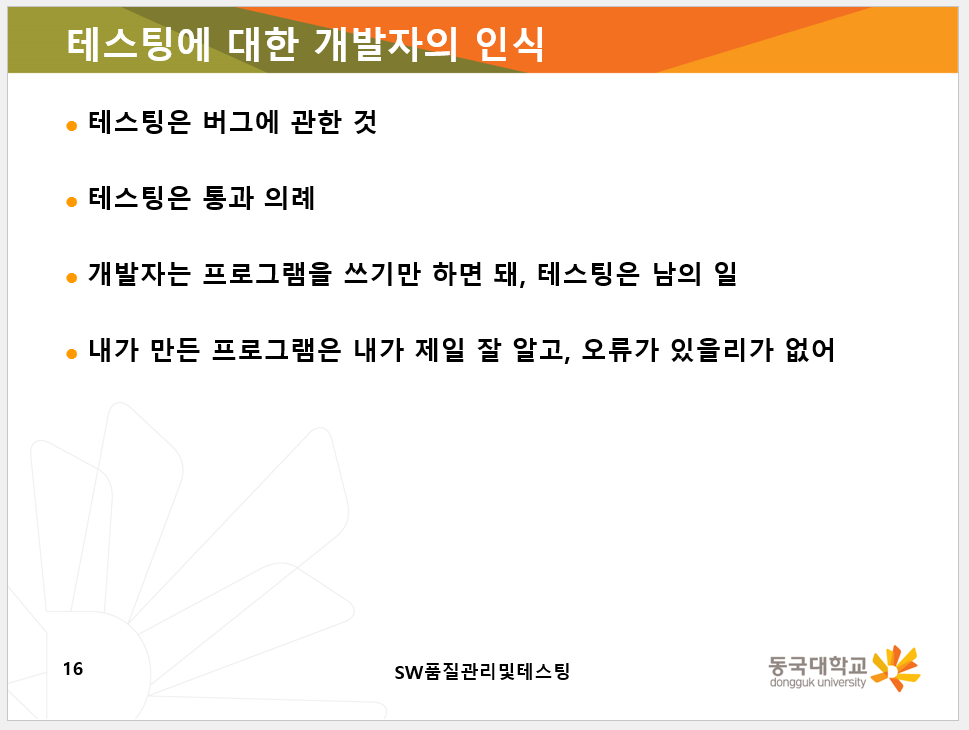 테스팅에 대한 개발자의 인식
테스팅은 버그에 관한 것
테스팅은 통과 의례
개발자는 프로그램을 쓰기만 하면 돼, 테스팅은 남의 일
내가 만든 프로그램은 내가 제일 잘 알고, 오류가 있을리가 없어
16
SW품질관리및테스팅
동국대학교
dongguk university